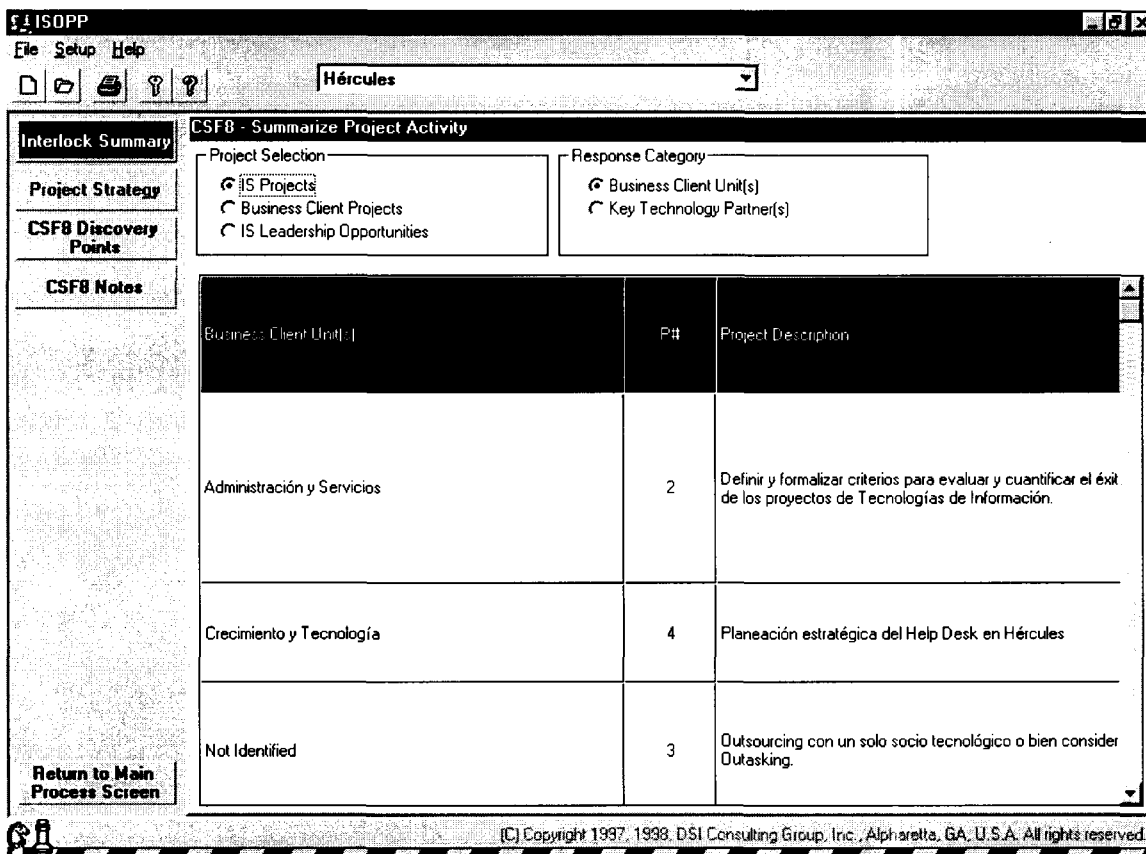 ISOPP
File Setup Help
Hércules
Interlock Summary
Project Strategy
CSF8 Discovery
Points
CSF8 Notes
Return to Main
Process Screen
CSF8 - Summarize Project Activity
Project Selection
IS Projects
Business Client Projects
IS Leadership Opportunities
Response Category
Business Client Unit(s)
Key Technology Partner(s)
Business Client Unit(s) P# Project Description
Administración y Servicios 2 Definir y formalizar criterios para evaluar y cuantificar el éxit
de los proyectos de Tecnologías de Información.
Crecimiento y Tecnología 4 Planeación estratégica del Help Desk en Hércules
Not Identified 3 Outsourcing con un solo socio tecnológico o bien consider
Outasking.
(C) Copyright 1997, 1998, DSI Consulting Group, Inc., Alpharetta, GA, U.S.A. All rights reserved